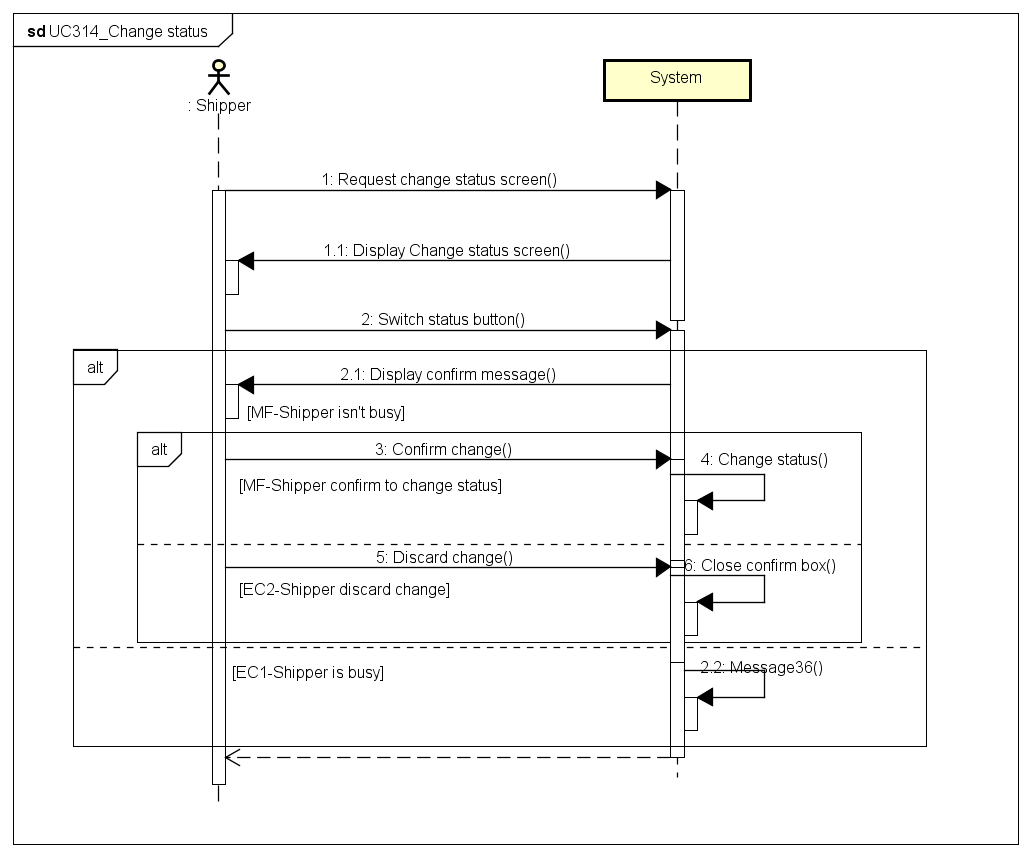 sd UC314_Change status
: Shipper
System
1: Request change status screen()
1.1: Display Change status screen()
2: Switch status button()
alt
2.1: Display confirm message()
[MF-Shipper isn't busy]
alt
3: Confirm change()
4: Change status()
[MF-Shipper confirm to change status]
5: Discard change()
6: Close confirm box()
[EC2-Shipper discard change]
[EC1-Shipper is busy]
2.2: Message36()